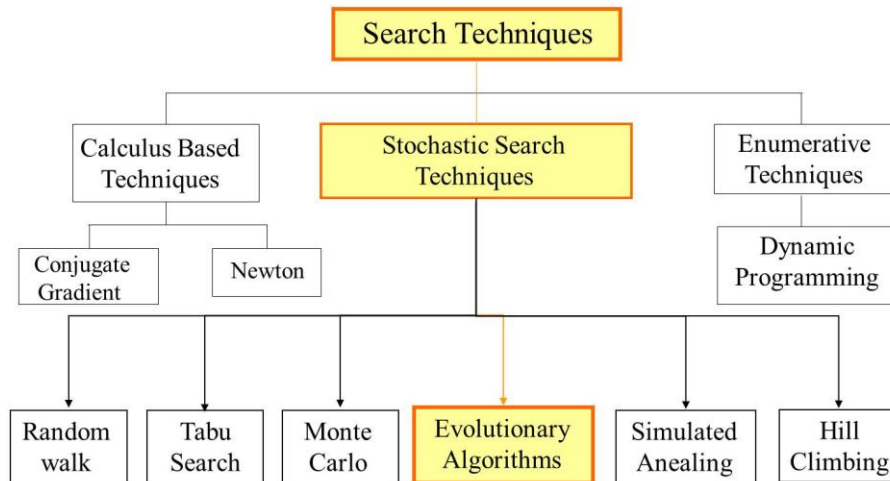 Search Techniques
Calculus Based
Techniques
Stochastic Search
Techniques
Enumerative
Techniques
Conjugate
Gradient
Newton
Dynamic
Programming
Random
walk
Tabu
Search
Monte
Carlo
Evolutionary
Algorithms
Simulated
Anealing
Hill
Climbing